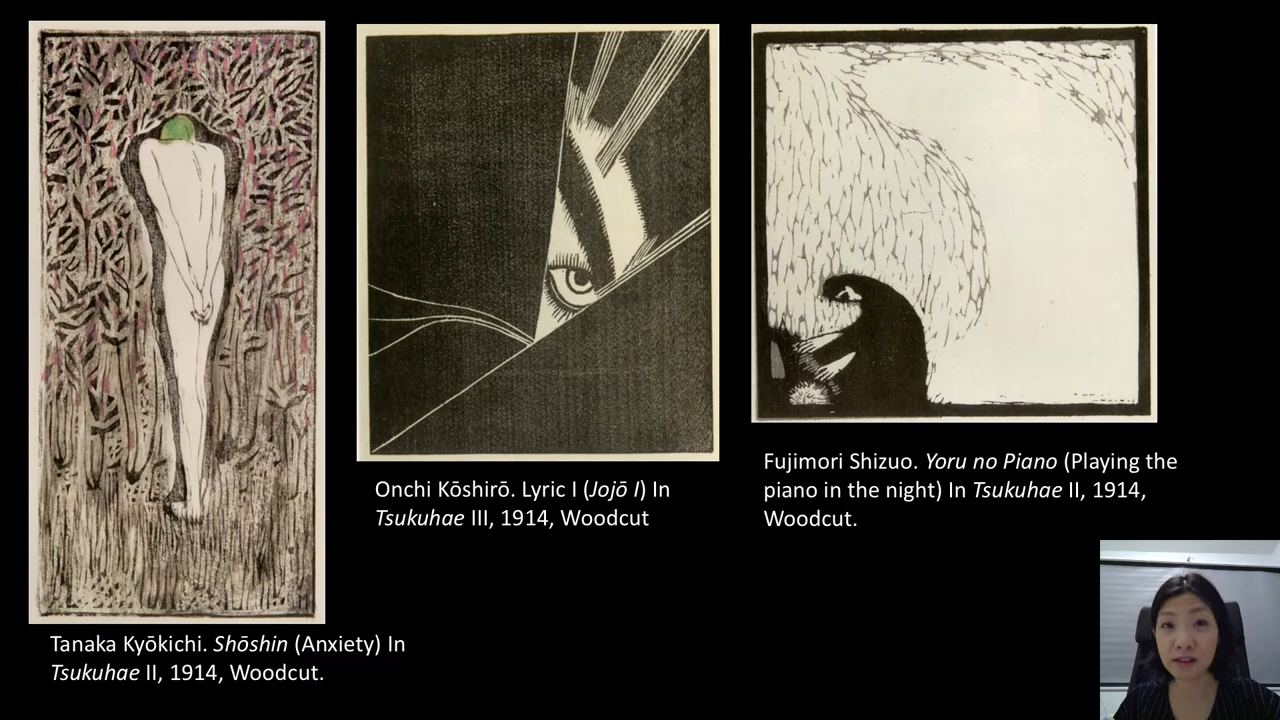 Onchi Kōshirō. Lyric I (Jojō I) In
Tsukuhae III, 1914, Woodcut
Fujimori Shizuo. Yoru no Piano (Playing the
piano in the night) In Tsukuhae II, 1914,
Woodcut.
Tanaka Kyōkichi. Shōshin (Anxiety) In
Tsukuhae II, 1914, Woodcut.